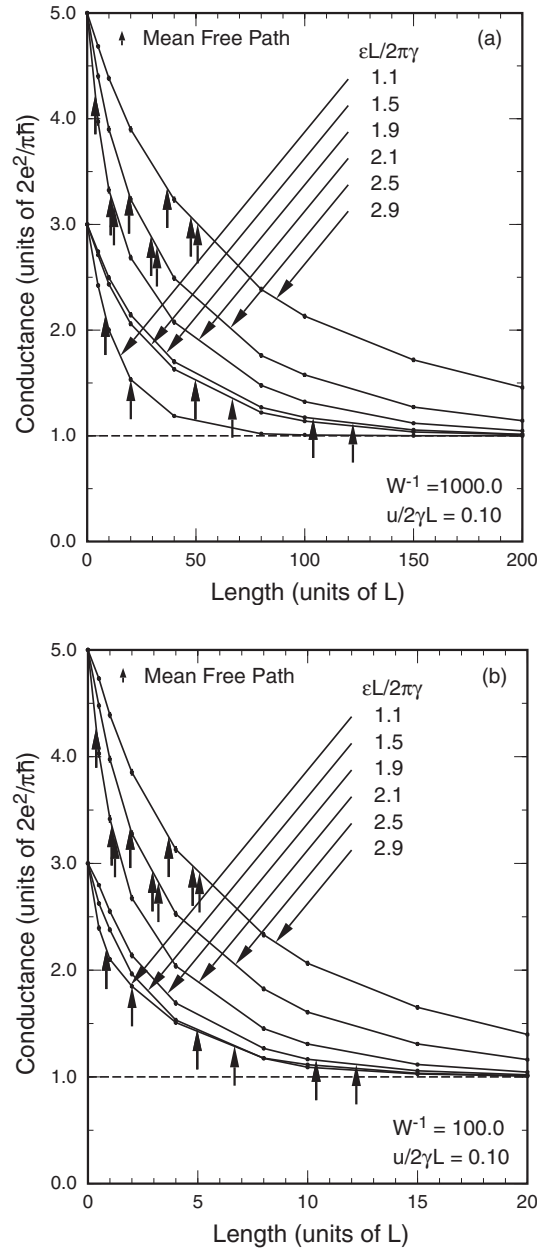 5.0
Mean Free Path
(a)
εL/2πγ
1.1
1.5
1.9
2.1
2.5
2.9
4.0
3.0
2.0
1.0
0.0
Conductance (units of 2e²/πħ)
W⁻¹ =1000.0
u/2γL = 0.10
0
50
100
150
200
Length (units of L)
5.0
Mean Free Path
(b)
εL/2πγ
1.1
1.5
1.9
2.1
2.5
2.9
4.0
3.0
2.0
1.0
0.0
Conductance (units of 2e²/πħ)
W⁻¹ = 100.0
u/2γL = 0.10
0
5
10
15
20
Length (units of L)